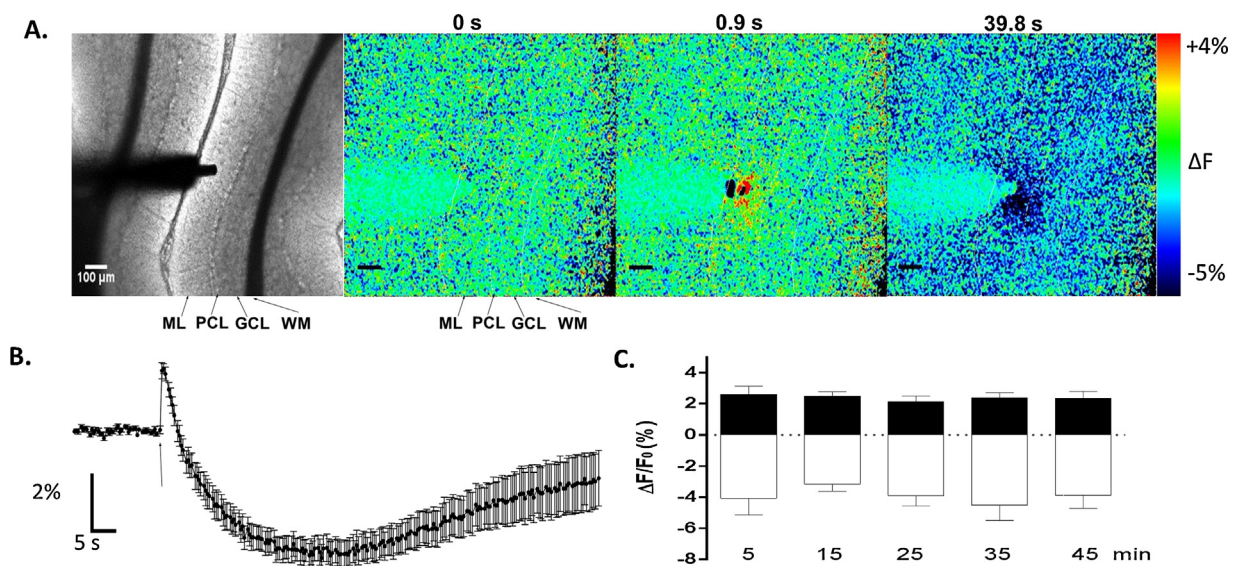 A.
0 s
0.9 s
39.8 s
+4%
ΔF
-5%
100 µm
ML PCL GCL WM
ML PCL GCL WM
B.
2%
5 s
C.
ΔF/F0 (%)
4
2
0
-2
-4
-6
-8
5 15 25 35 45 min